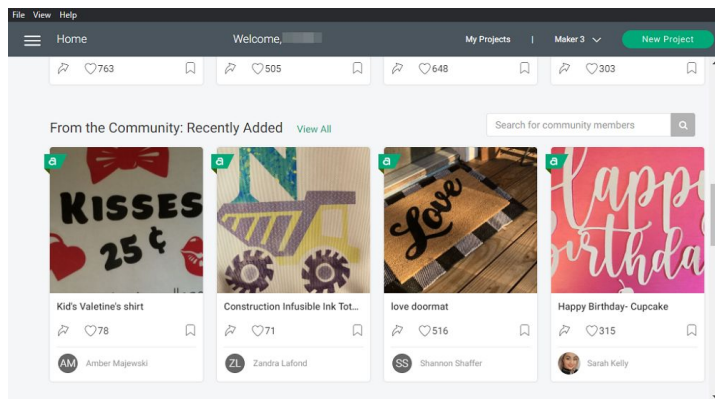 File View Help
Home Welcome, My Projects | Maker 3 New Project
763 505 648 303
From the Community: Recently Added View All Search for community members
a a a a
KISSES
25¢
N
Love
Happy
Birthday
Kid's Valetine's shirt Construction Infusible Ink Tot... love doormat Happy Birthday- Cupcake
78 71 516 315
AM Amber Majewski ZL Zandra Lafond SS Shannon Shaffer Sarah Kelly